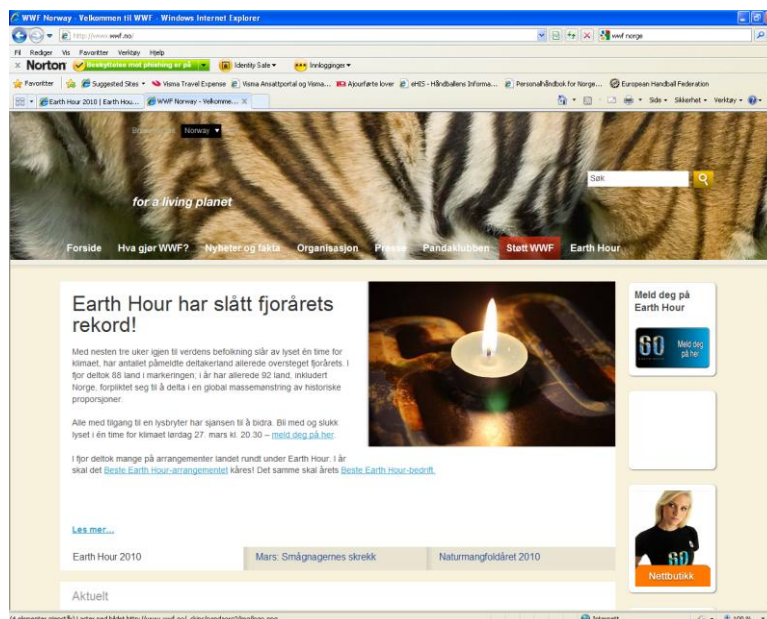 WWF Norway - Velkommen til WWF - Windows Internet Explorer
http://www.wwf.no/
wwf norge
Fil Rediger Vis Favoritter Verktøy Hjelp
Norton Beskyttelse mot phishing er på Identity Safe Innlogginger
Favoritter Suggested Sites Visma Travel Expense Visma Ansattportal og Visma... Ajourførte lover eHIS - Håndballens Informa... Personalhåndbok for Norge... European Handball Federation
Earth Hour 2010 | Earth Hou... WWF Norway - Velkomme... Side Sikkerhet Verktøy
Norway
Søk
for a living planet
Forside Hva gjør WWF? Nyheter og fakta Organisasjon Presse Pandaklubben Støtt WWF Earth Hour
Earth Hour har slått fjorårets
rekord!
Med nesten tre uker igjen til verdens befolkning slår av lyset én time for
klimaet, har antallet påmeldte deltakerland allerede oversteget fjorårets. I
fjor deltok 88 land i markeringen; i år har allerede 92 land, inkludert
Norge, forpliktet seg til å delta i en global massemønstring av historiske
proporsjoner.
Alle med tilgang til en lysbryter har sjansen til å bidra. Bli med og slukk
lyset i én time for klimaet lørdag 27. mars kl. 20.30 – meld deg på her.
I fjor deltok mange på arrangementer landet rundt under Earth Hour. I år
skal det Beste Earth Hour-arrangementet kåres! Det samme skal årets Beste Earth Hour-bedrift.
Les mer...
Earth Hour 2010 Mars: Smågnagernes skrekk Naturmangfoldåret 2010
Aktuelt
Meld deg på
Earth Hour
60 Meld deg
på her
60
Nettbutikk